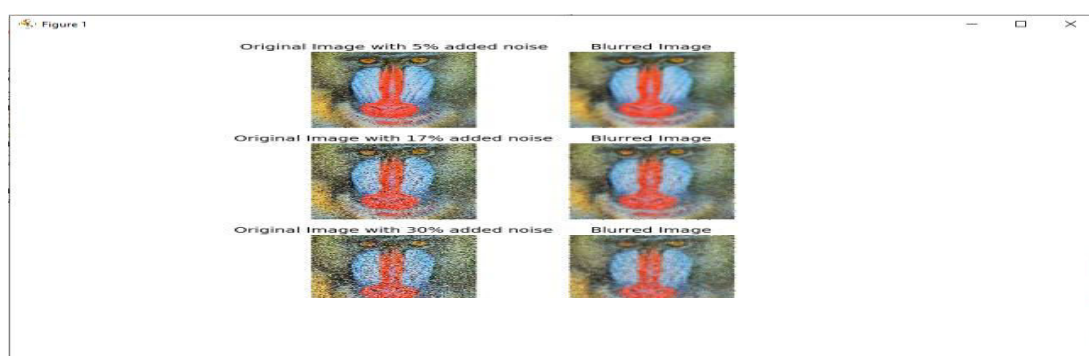 Figure 1
Original Image with 5% added noise
Blurred Image
Original Image with 17% added noise
Blurred Image
Original Image with 30% added noise
Blurred Image